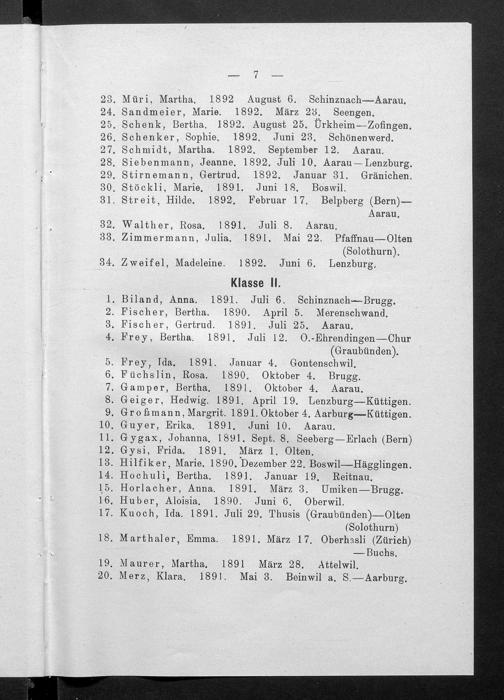 — 7 —
23. Müri, Martha. 1892 August 6. Schinznach—Aarau.
24. Sandmeier, Marie. 1892. März 23. Seengen.
25. Schenk, Bertha. 1892. August 25. Ürkheim—Zofingen.
26. Schenker, Sophie. 1892. Juni 23. Schönenwerd.
27. Schmidt, Martha. 1892. September 12. Aarau.
28. Siebenmann, Jeanne. 1892. Juli 10. Aarau—Lenzburg.
29. Stirnemann, Gertrud. 1892. Januar 31. Gränichen.
30. Stöckli, Marie. 1891. Juni 18. Boswil.
31. Streit, Hilde. 1892. Februar 17. Belpberg (Bern)—
Aarau.
32. Walther, Rosa. 1891. Juli 8. Aarau.
33. Zimmermann, Julia. 1891. Mai 22. Pfaffnau—Olten
(Solothurn).
34. Zweifel, Madeleine. 1892. Juni 6. Lenzburg.
Klasse II.
1. Biland, Anna. 1891. Juli 6. Schinznach—Brugg.
2. Fischer, Bertha. 1890. April 5. Merenschwand.
3. Fischer, Gertrud. 1891. Juli 25. Aarau.
4. Frey, Bertha. 1891. Juli 12. O.-Ehrendingen—Chur
(Graubünden).
5. Frey, Ida. 1891. Januar 4. Gontenschwil.
6. Füchslin, Rosa. 1890. Oktober 4. Brugg.
7. Gamper, Bertha. 1891. Oktober 4. Aarau.
8. Geiger, Hedwig. 1891. April 19. Lenzburg—Küttigen.
9. Großmann, Margrit. 1891. Oktober 4. Aarburg—Küttigen.
10. Guyer, Erika. 1891. Juni 10. Aarau.
11. Gygax, Johanna. 1891. Sept. 8. Seeberg—Erlach (Bern)
12. Gysi, Frida. 1891. März 1. Olten.
13. Hilfiker, Marie. 1890. Dezember 22. Boswil—Hägglingen.
14. Hochuli, Bertha. 1891. Januar 19. Reitnau.
15. Horlacher, Anna. 1891. März 3. Umiken—Brugg.
16. Huber, Aloisia. 1890. Juni 6. Oberwil.
17. Kuoch, Ida. 1891. Juli 29. Thusis (Graubünden)—Olten
(Solothurn)
18. Marthaler, Emma. 1891. März 17. Oberhasli (Zürich)
—Buchs.
19. Maurer, Martha. 1891 März 28. Attelwil.
20. Merz, Klara. 1891. Mai 3. Beinwil a. S.—Aarburg.